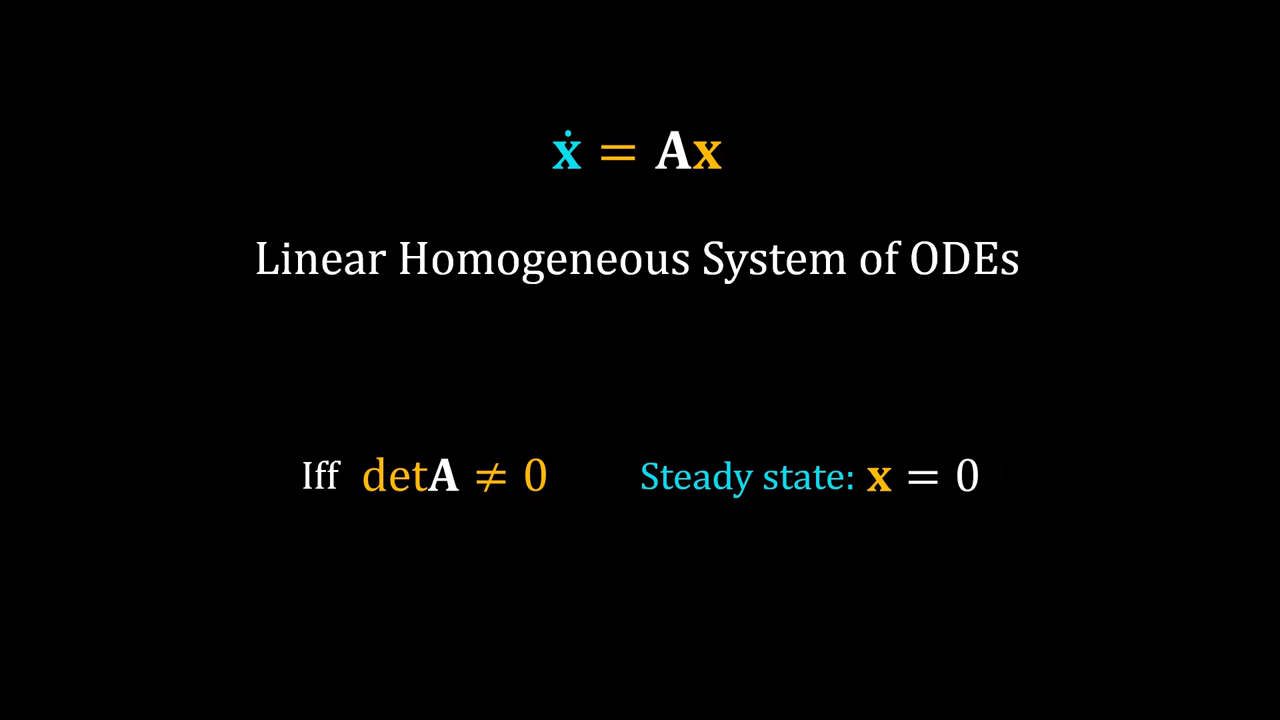 ẋ = Ax
Linear Homogeneous System of ODEs
Iff detA ≠ 0 Steady state: x = 0